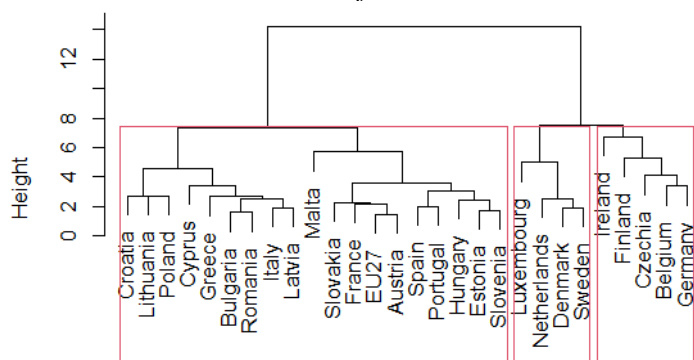 Height
12
8
6
4
2
0
Croatia
Lithuania
Poland
Cyprus
Greece
Bulgaria
Romania
Italy
Latvia
Malta
Slovakia
France
EU27
Austria
Spain
Portugal
Hungary
Estonia
Slovenia
Luxembourg
Netherlands
Denmark
Sweden
Ireland
Finland
Czechia
Belgium
Germany